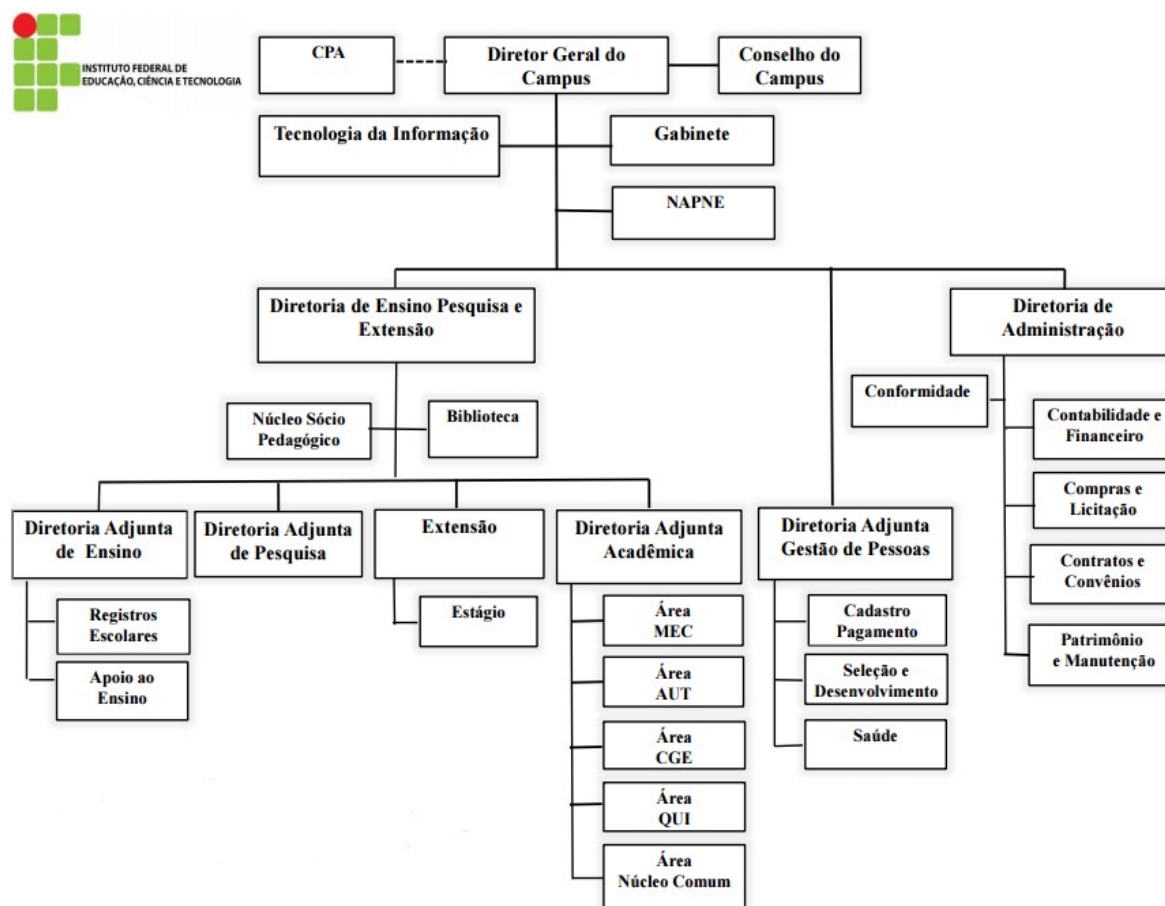 INSTITUTO FEDERAL DE
EDUCAÇÃO, CIÊNCIA E TECNOLOGIA
CPA
Diretor Geral do
Campus
Conselho do
Campus
Tecnologia da Informação
Gabinete
NAPNE
Diretoria de Ensino Pesquisa e
Extensão
Diretoria de
Administração
Conformidade
Núcleo Sócio
Pedagógico
Biblioteca
Contabilidade e
Financeiro
Compras e
Licitação
Contratos e
Convênios
Patrimônio
e Manutenção
Diretoria Adjunta
de Ensino
Diretoria Adjunta
de Pesquisa
Extensão
Diretoria Adjunta
Acadêmica
Diretoria Adjunta
Gestão de Pessoas
Registros
Escolares
Apoio ao
Ensino
Estágio
Área
MEC
Área
AUT
Área
CGE
Área
QUI
Área
Núcleo Comum
Cadastro
Pagamento
Seleção e
Desenvolvimento
Saúde